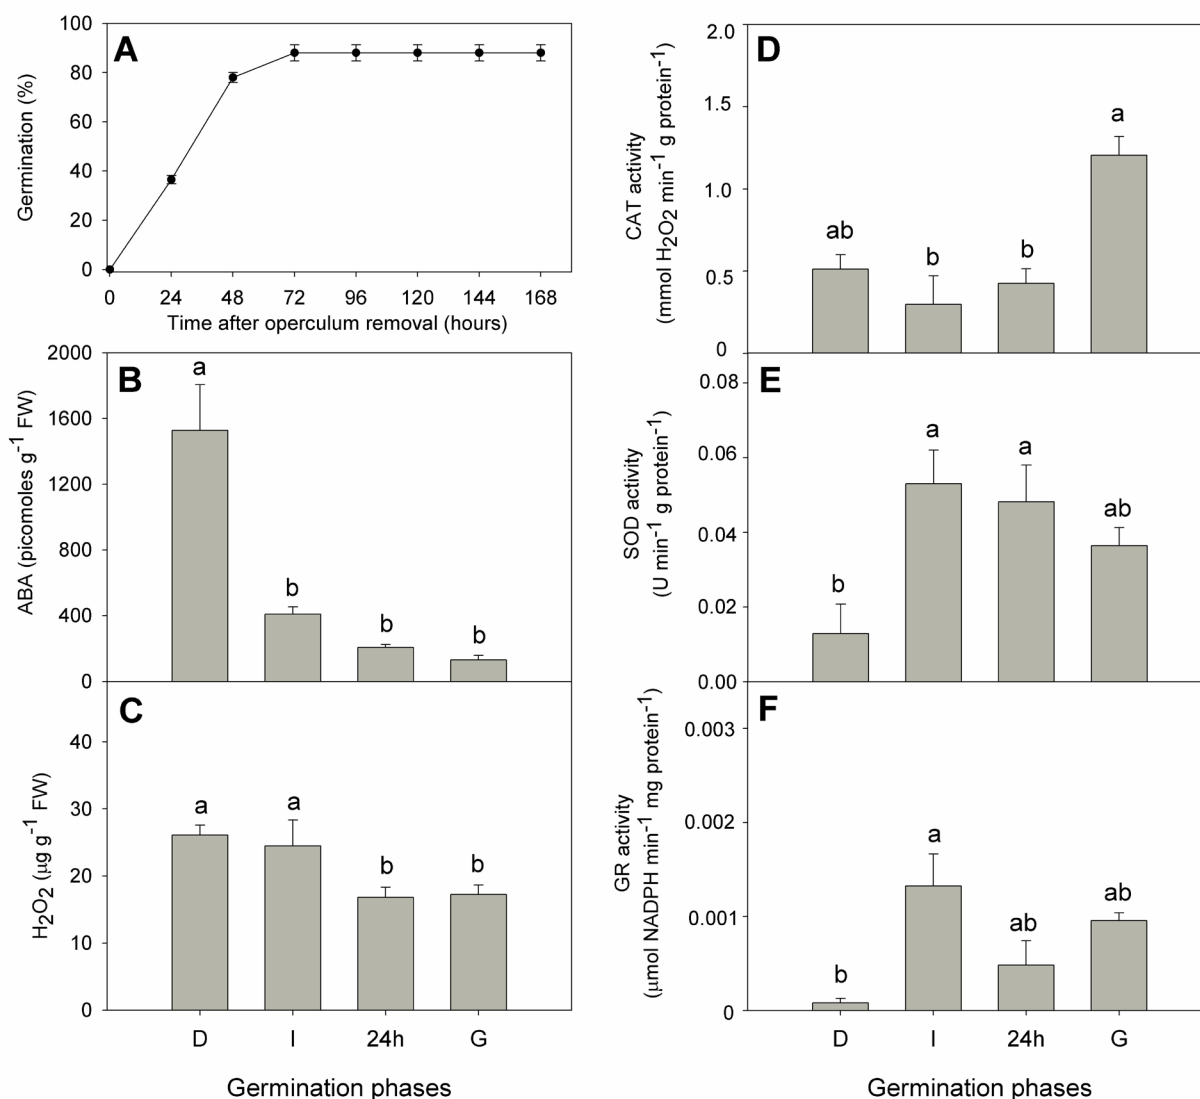 A
Germination (%)
100
80
60
40
20
0
0 24 48 72 96 120 144 168
Time after operculum removal (hours)
B
ABA (picomoles g⁻¹ FW)
2000
1600
1200
800
400
0
a b b b
C
H₂O₂ (μg g⁻¹ FW)
40
30
20
10
0
a a b b
D I 24h G
Germination phases
D
CAT activity
(mmol H₂O₂ min⁻¹ g protein⁻¹)
2.0
1.5
1.0
0.5
0
ab b b a
E
SOD activity
(U min⁻¹ g protein⁻¹)
0.08
0.06
0.04
0.02
0.00
b a a ab
F
GR activity
(μmol NADPH min⁻¹ mg protein⁻¹)
0.003
0.002
0.001
0
b a ab ab
D I 24h G
Germination phases